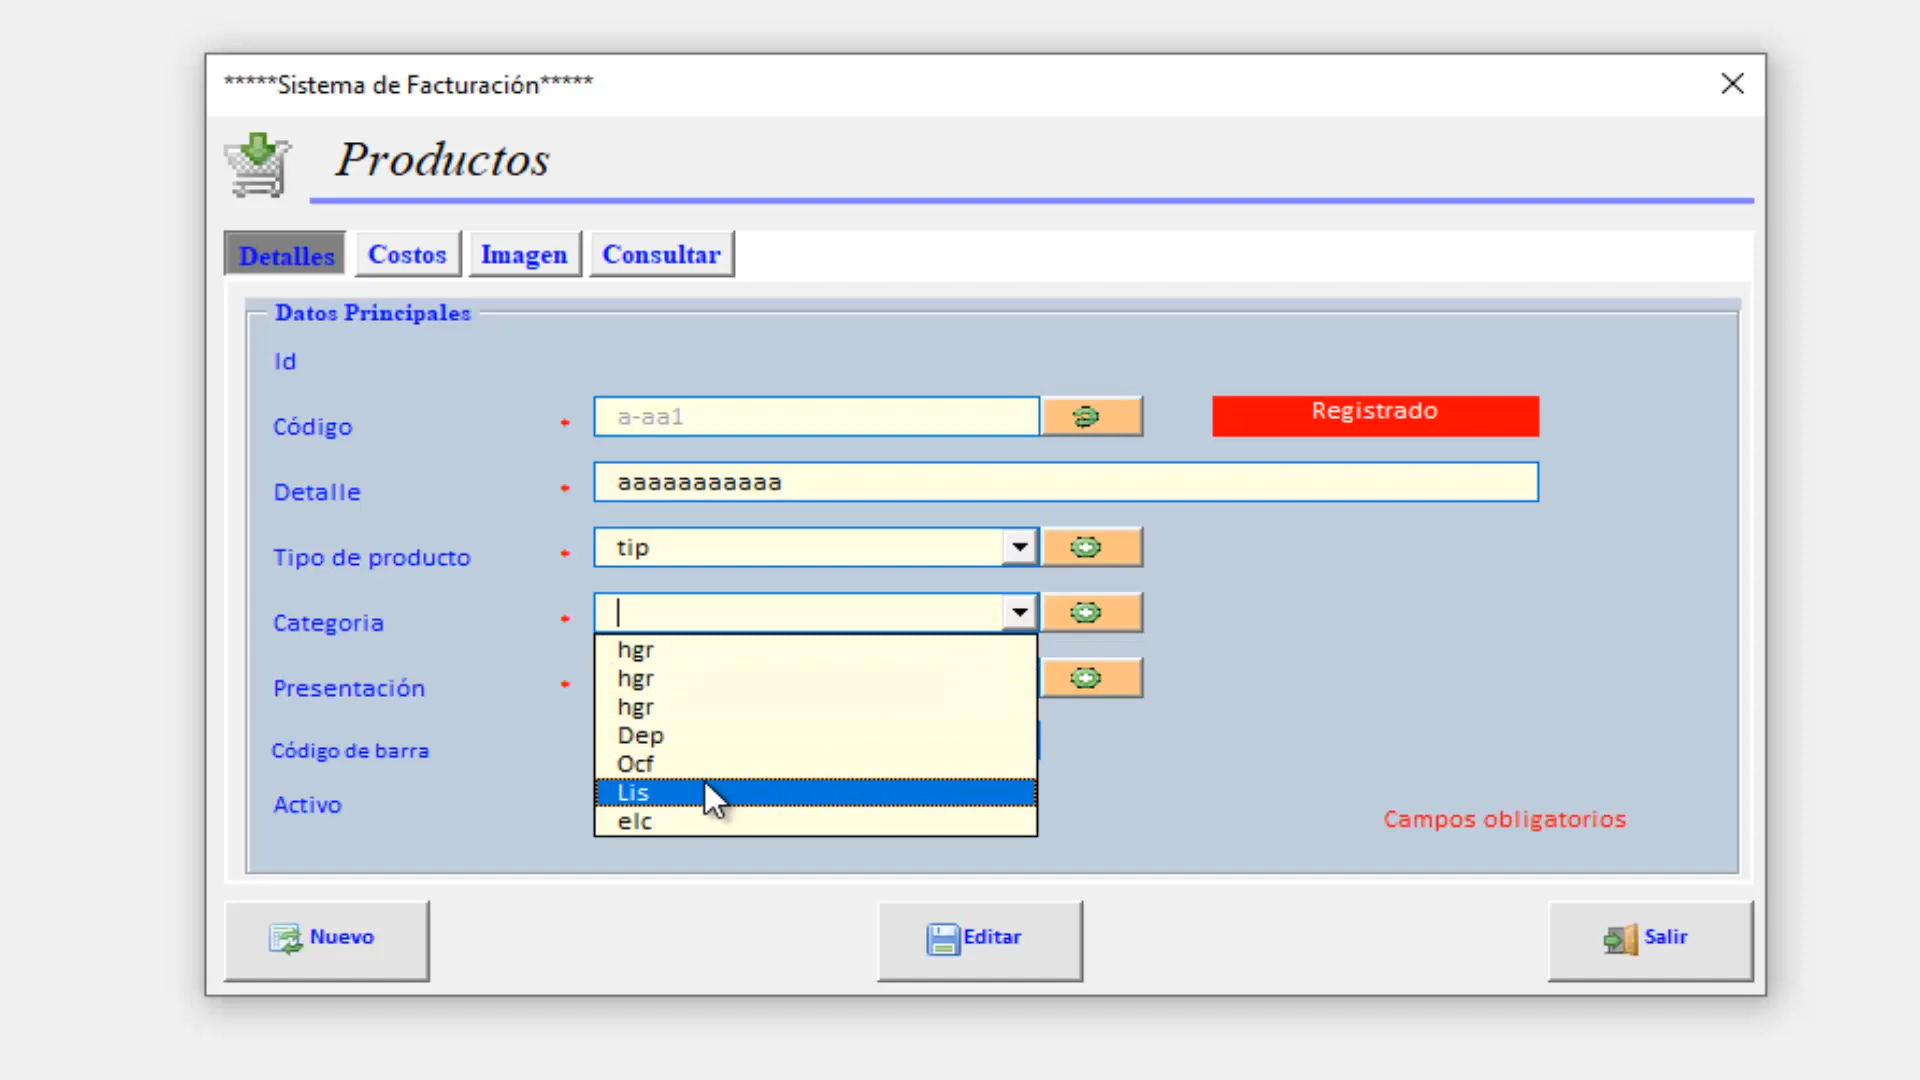 *****Sistema de Facturación*****
Productos
Detalles Costos Imagen Consultar
Datos Principales
Id
Código * a-aa1 Registrado
Detalle * aaaaaaaaaaa
Tipo de producto * tip
Categoria *
hgr
hgr
Presentación *
hgr
Dep
Código de barra
Ocf
Lis
Activo
elc
Campos obligatorios
Nuevo Editar Salir